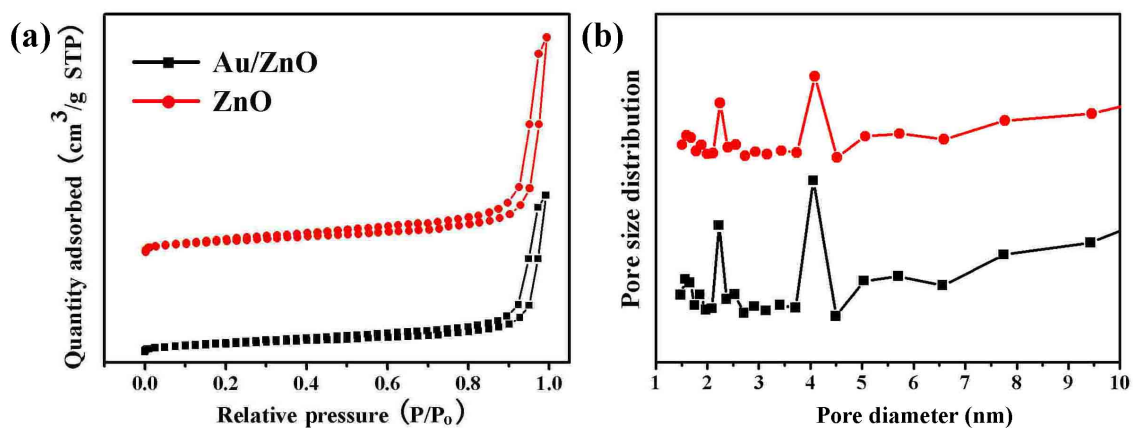 (a)
Au/ZnO
ZnO
Quantity adsorbed (cm³/g STP)
0.0 0.2 0.4 0.6 0.8 1.0
Relative pressure (P/P₀)
(b)
Pore size distribution
1 2 3 4 5 6 7 8 9 10
Pore diameter (nm)